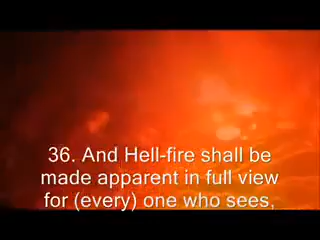 36. And Hell-fire shall be
made apparent in full view
for (every) one who sees,